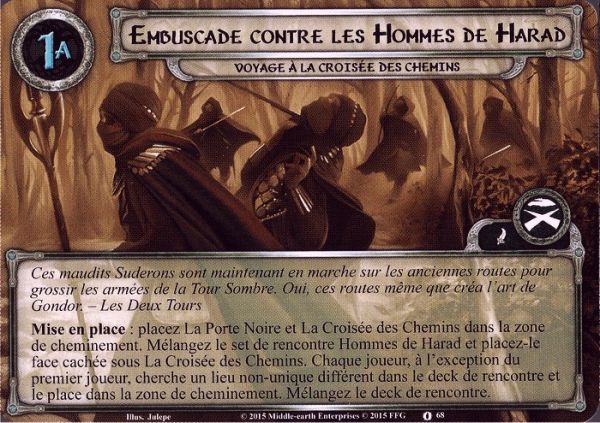 1A
Embuscade contre les Hommes de Harad
Voyage à la Croisée des Chemins
Ces maudits Suderons sont maintenant en marche sur les anciennes routes pour
grossir les armées de la Tour Sombre. Oui, ces routes même que créa l'art de
Gondor. – Les Deux Tours
Mise en place : placez La Porte Noire et La Croisée des Chemins dans la zone
de cheminement. Mélangez le set de rencontre Hommes de Harad et placez-le
face cachée sous La Croisée des Chemins. Chaque joueur, à l'exception du
premier joueur, cherche un lieu non-unique différent dans le deck de rencontre et
le place dans la zone de cheminement. Mélangez le deck de rencontre.
Illus. Julepe © 2015 Middle-earth Enterprises © 2015 FFG 68